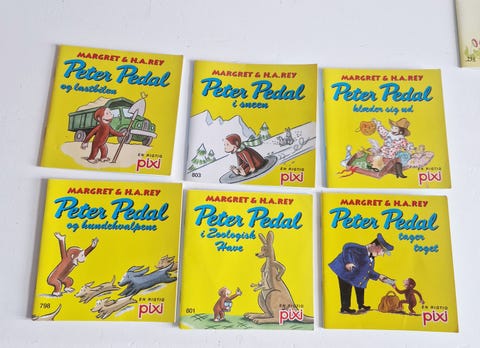 MARGRET & H.A.REY
Peter Pedal
og lastbilen
EN RIGTIG
pixi
MARGRET & H.A.REY
Peter Pedal
i sneen
803
EN RIGTIG
pixi
MARGRET & H.A.REY
Peter Pedal
klæder sig ud
EN RIGTIG
pixi
MARGRET & H.A.REY
Peter Pedal
og hundehvalpene
798
EN RIGTIG
pixi
MARGRET & H.A.REY
Peter Pedal
i Zoologisk
Have
801
EN RIGTIG
pixi
MARGRET & H.A.REY
Peter Pedal
tager
toget
EN RIGTIG
pixi